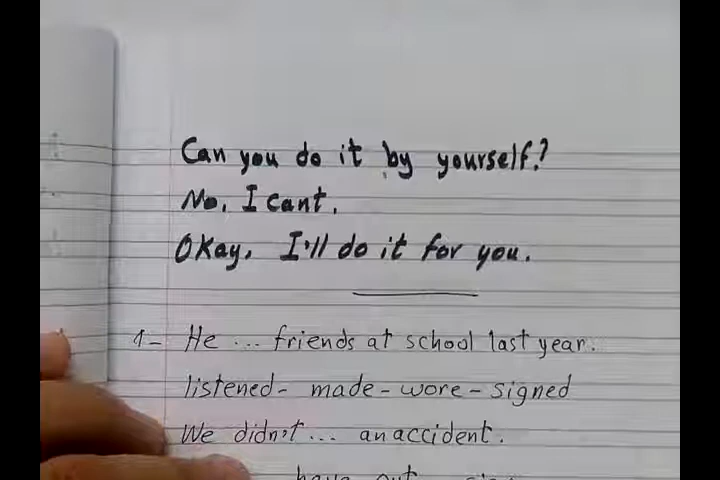 Can you do it by yourself?
No, I cant.
Okay, I'll do it for you.
1- He ... friends at school last year.
listened - made - wore - signed
We didn't ... an accident.
have